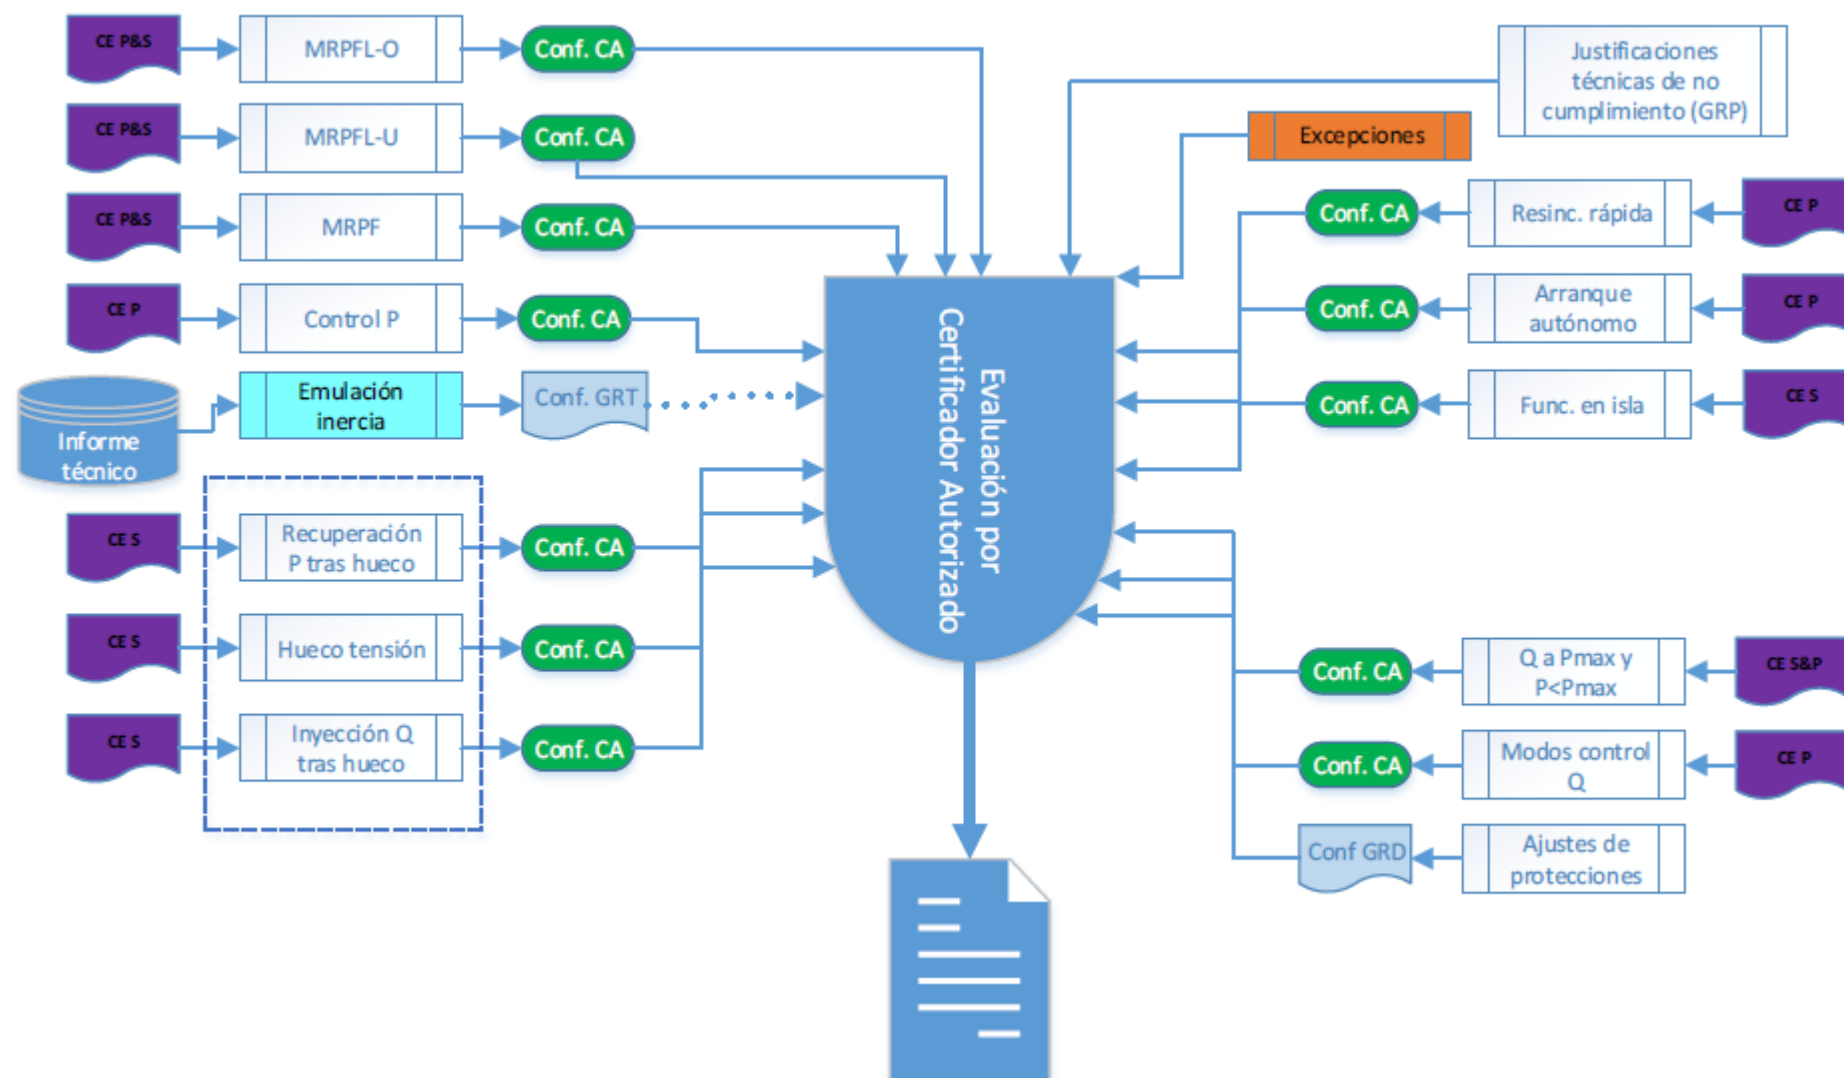 CE P&S
MRPFL-O
Conf. CA
CE P&S
MRPFL-U
Conf. CA
CE P&S
MRPF
Conf. CA
CE P
Control P
Conf. CA
Informe
técnico
Emulación
inercia
Conf. GRT
CE S
Recuperación
P tras hueco
Conf. CA
CE S
Hueco tensión
Conf. CA
CE S
Inyección Q
tras hueco
Conf. CA
Evaluación por
Certificador Autorizado
Justificaciones
técnicas de no
cumplimiento (GRP)
Excepciones
Conf. CA
Resinc. rápida
CE P
Conf. CA
Arranque
autónomo
CE P
Conf. CA
Func. en isla
CE S
Conf. CA
Q a Pmax y
P<Pmax
CE S&P
Conf. CA
Modos control
Q
CE P
Conf GRD
Ajustes de
protecciones